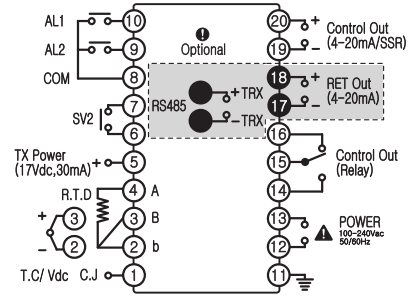 AL1
10
20
+
Control Out
(4-20mA/SSR)
AL2
9
Optional
19
−
COM
8
18
+
RET Out
(4-20mA)
RS485
+ TRX
− TRX
7
17
−
SV2
6
16
TX Power
(17Vdc,30mA)
+
5
15
Control Out
(Relay)
R.T.D
4
A
14
+
3
3
B
13
POWER
100-240Vac
50/60Hz
−
2
2
b
12
T.C/ Vdc
C.J
1
11